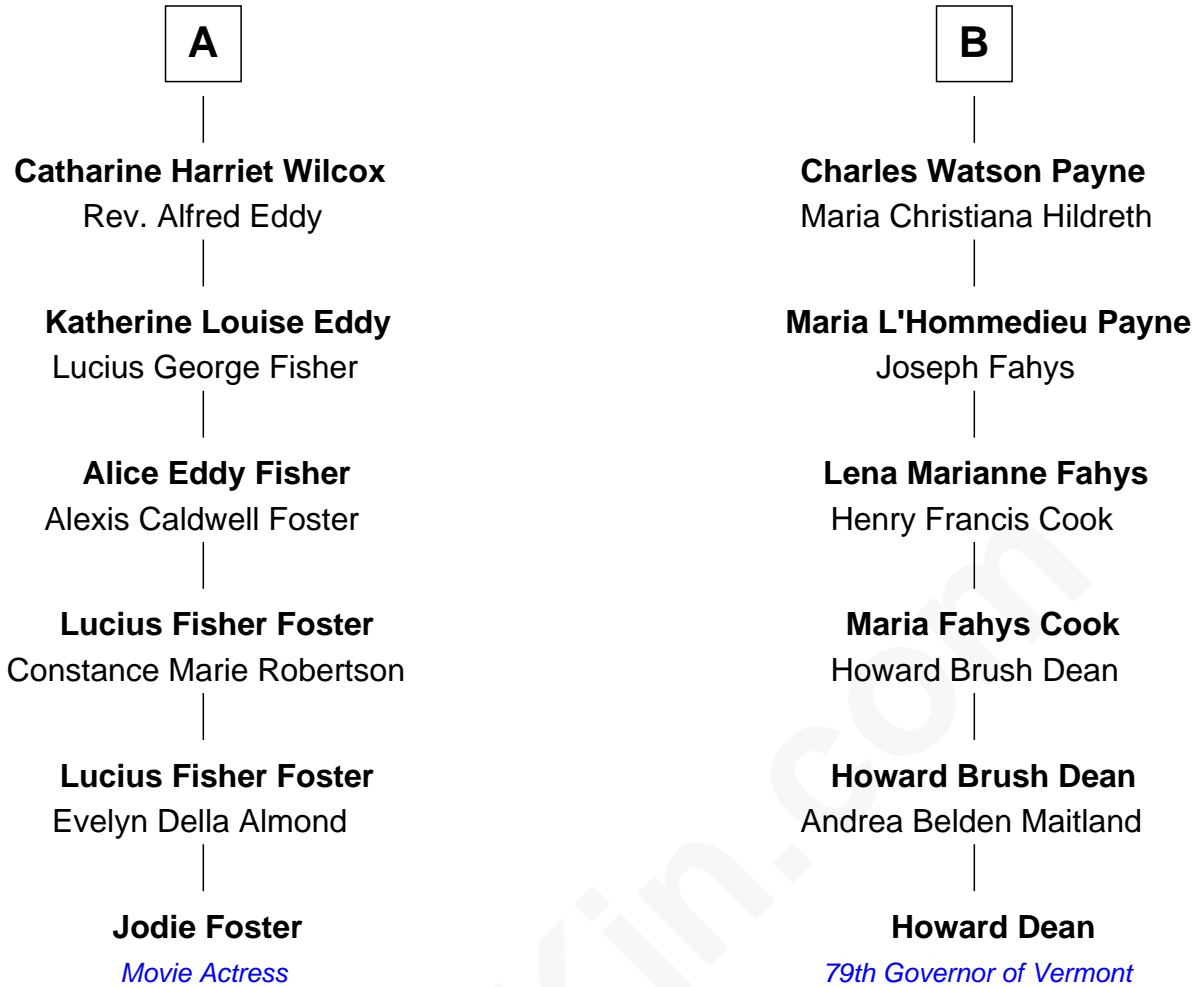 A
Catharine Harriet Wilcox
Rev. Alfred Eddy
Katherine Louise Eddy
Lucius George Fisher
Alice Eddy Fisher
Alexis Caldwell Foster
Lucius Fisher Foster
Constance Marie Robertson
Lucius Fisher Foster
Evelyn Della Almond
Jodie Foster
Movie Actress
B
Charles Watson Payne
Maria Christiana Hildreth
Maria L'Hommedieu Payne
Joseph Fahys
Lena Marianne Fahys
Henry Francis Cook
Maria Fahys Cook
Howard Brush Dean
Howard Brush Dean
Andrea Belden Maitland
Howard Dean
79th Governor of Vermont
Kin.com